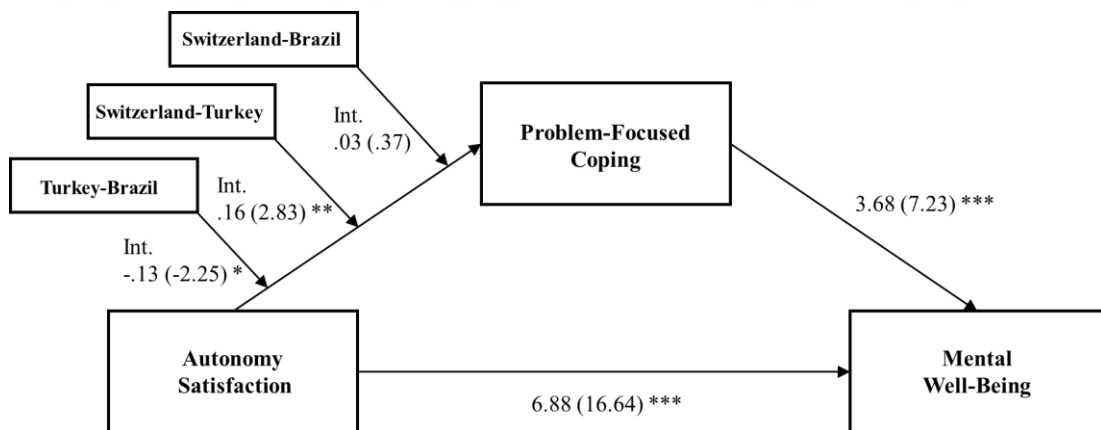 Switzerland-Brazil
Switzerland-Turkey
Int.
.03 (.37)
Problem-Focused
Coping
Turkey-Brazil
Int.
.16 (2.83) **
3.68 (7.23) ***
Int.
-.13 (-2.25) *
Autonomy
Satisfaction
Mental
Well-Being
6.88 (16.64) ***